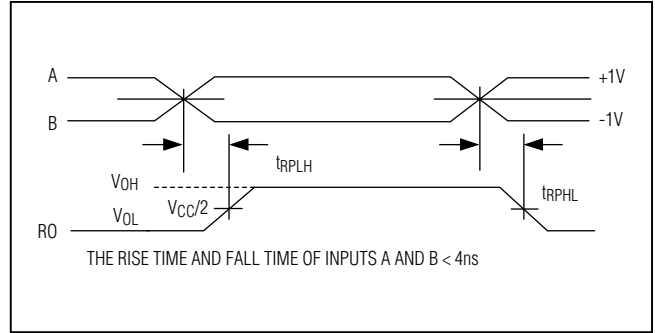 A
+1V
B
-1V
tRPLH
VOH
tRPHL
VOL
VCC/2
RO
THE RISE TIME AND FALL TIME OF INPUTS A AND B < 4ns